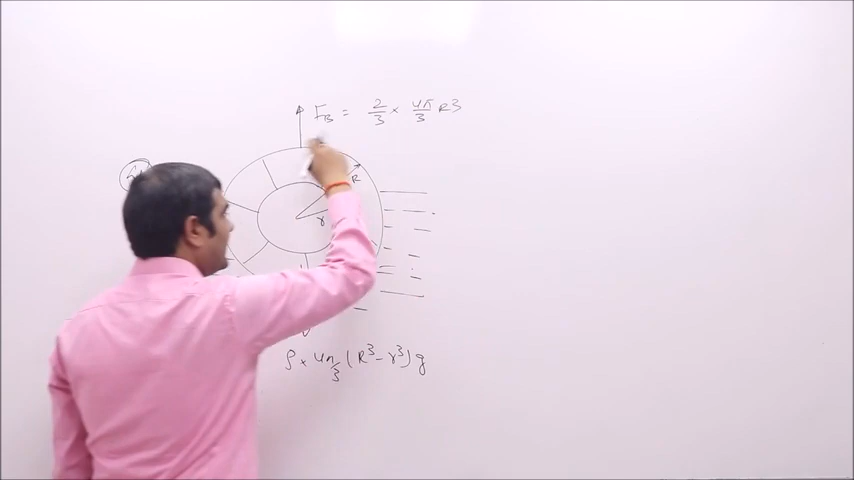 F_B = 2/3 × 4π/3 R³
R
r
ρ × 4π/3 (R³ - r³) g